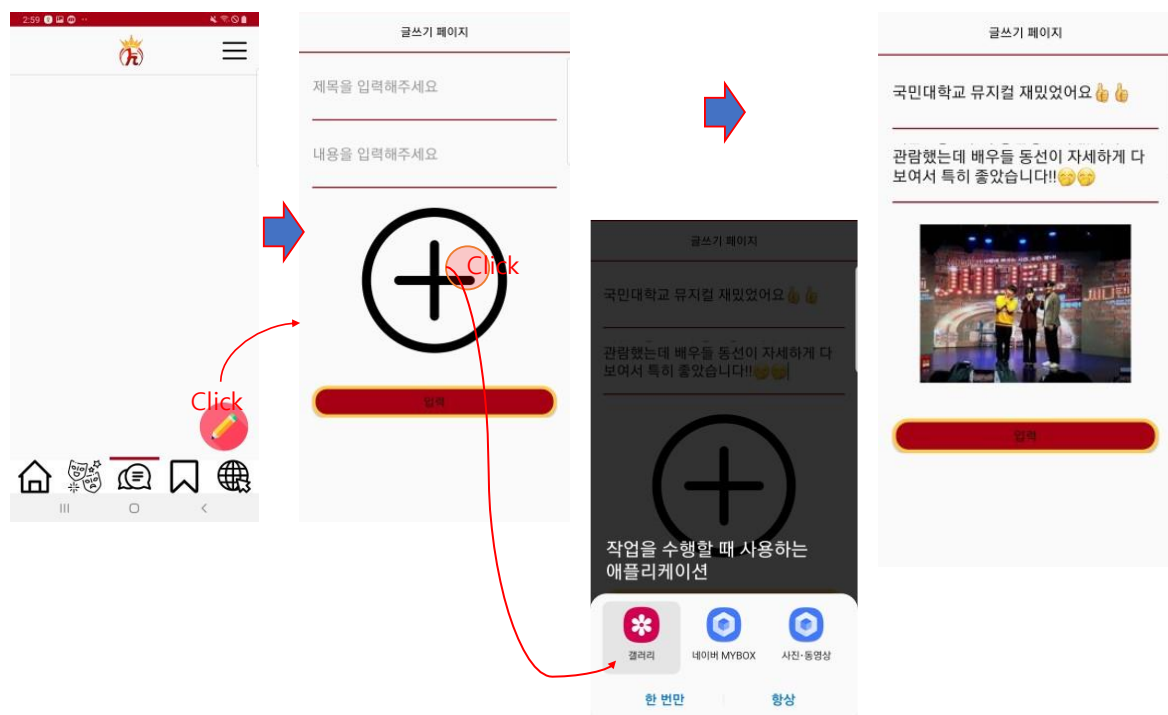 2:59
Click
글쓰기 페이지
제목을 입력해주세요
내용을 입력해주세요
Click
입력
글쓰기 페이지
국민대학교 뮤지컬 재밌었어요👍👍
관람했는데 배우들 동선이 자세하게 다
보여서 특히 좋았습니다!!🤭🤭
작업을 수행할 때 사용하는
애플리케이션
갤러리
네이버 MYBOX
사진·동영상
한 번만
항상
글쓰기 페이지
국민대학교 뮤지컬 재밌었어요👍👍
관람했는데 배우들 동선이 자세하게 다
보여서 특히 좋았습니다!!🤭🤭
입력